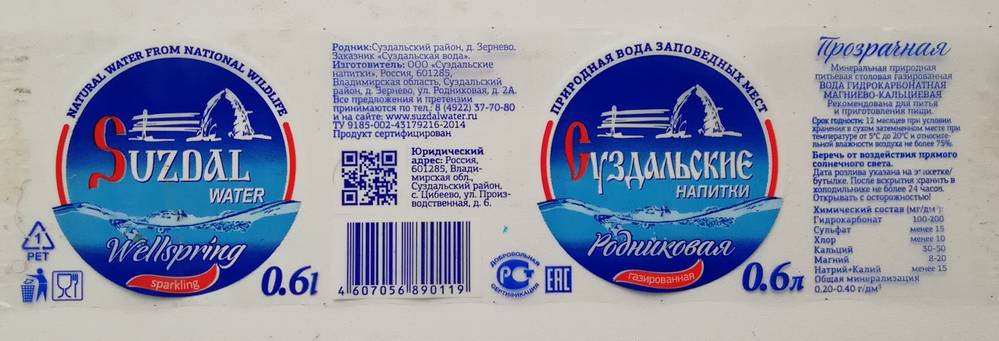 NATURAL WATER FROM NATIONAL WILDLIFE
SUZDAL
WATER
Wellspring
sparkling
1
PET
0.6l
Родник:Суздальский район, д. Зернево.
Заказник «Суздальская вода».
Изготовитель: ООО «Суздальские
напитки», Россия, 601285,
Владимирская область, Суздальский
район, д. Зернево, ул. Родниковая, д. 2А.
Все предложения и претензии
принимаются по тел.: 8 (4922) 37-70-80
и на сайте: www.suzdalwater.ru
ТУ 9185-002-43179216-2014
Продукт сертифицирован
Юридический
адрес: Россия,
601285, Влади-
мирская обл.,
Суздальский район,
с. Цибеево, ул. Произ-
водственная, д. 6.
4 607056 890119
ДОБРОВОЛЬНАЯ
СЕРТИФИКАЦИЯ
EAC
ПРИРОДНАЯ ВОДА ЗАПОВЕДНЫХ МЕСТ
Суздальские
НАПИТКИ
Родниковая
газированная
0.6л
Прозрачная
Минеральная природная
питьевая столовая газированная
ВОДА ГИДРОКАРБОНАТНАЯ
МАГНИЕВО-КАЛЬЦИЕВАЯ
Рекомендована для питья
и приготовления пищи.
Срок годности: 12 месяцев при условии
хранения в сухом затемненном месте при
температуре от 5°С до 20°С и относите-
льной влажности воздуха не более 75%.
Беречь от воздействия прямого
солнечного света.
Дата розлива указана на этикетке/
бутылке. После вскрытия хранить в
холодильнике не более 24 часов.
Открывать с осторожностью!
Химический состав (мг/дм³):
Гидрокарбонат 100-200
Сульфат менее 15
Хлор менее 10
Кальций 30-50
Магний 8-20
Натрий+Калий менее 15
Общая минерализация
0.20-0.40 г/дм³